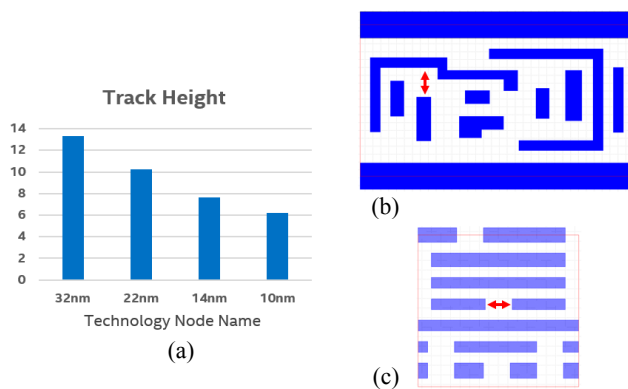 Track Height
14
12
10
8
6
4
2
0
32nm 22nm 14nm 10nm
Technology Node Name
(a)
(b)
(c)